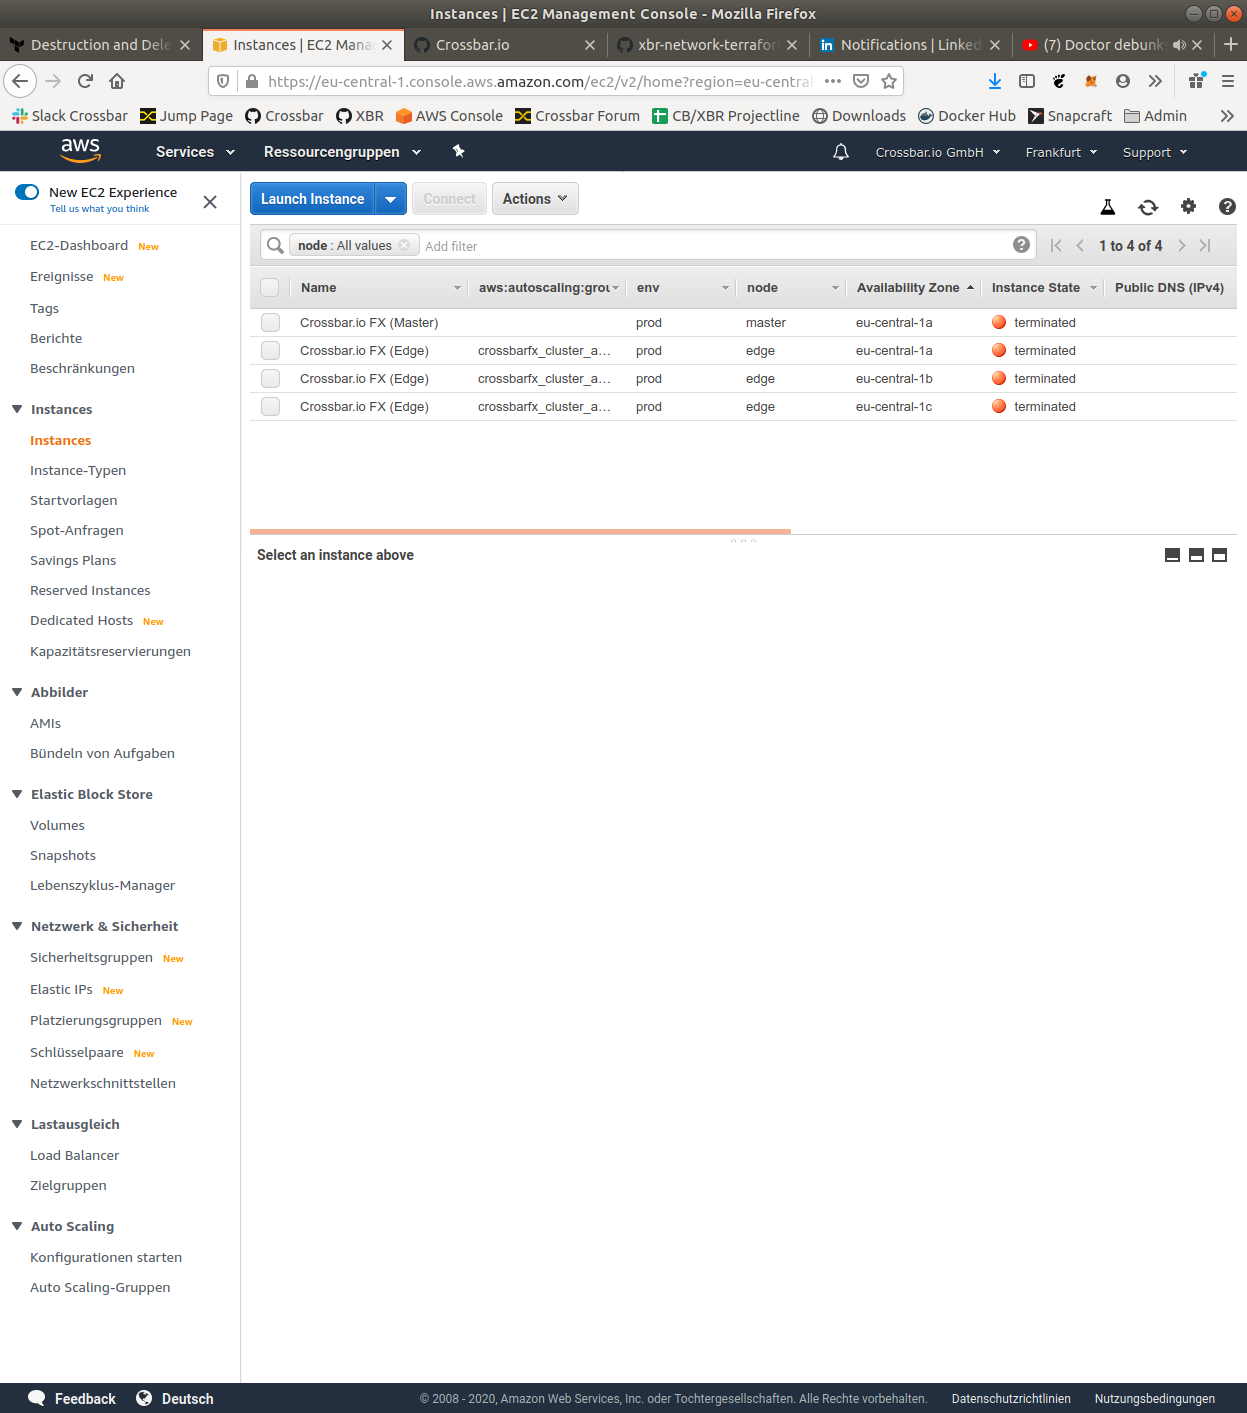 Instances | EC2 Management Console - Mozilla Firefox
Destruction and Dele
Instances | EC2 Mana
Crossbar.io
xbr-network-terrafor
Notifications | Linked
(7) Doctor debunks
https://eu-central-1.console.aws.amazon.com/ec2/v2/home?region=eu-central
Slack Crossbar
Jump Page
Crossbar
XBR
AWS Console
Crossbar Forum
CB/XBR Projectline
Downloads
Docker Hub
Snapcraft
Admin
aws
Services
Ressourcengruppen
Crossbar.io GmbH
Frankfurt
Support
New EC2 Experience
Tell us what you think
EC2-Dashboard New
Ereignisse New
Tags
Berichte
Beschränkungen
Instances
Instances
Instance-Typen
Startvorlagen
Spot-Anfragen
Savings Plans
Reserved Instances
Dedicated Hosts New
Kapazitätsreservierungen
Abbilder
AMIs
Bündeln von Aufgaben
Elastic Block Store
Volumes
Snapshots
Lebenszyklus-Manager
Netzwerk & Sicherheit
Sicherheitsgruppen New
Elastic IPs New
Platzierungsgruppen New
Schlüsselpaare New
Netzwerkschnittstellen
Lastausgleich
Load Balancer
Zielgruppen
Auto Scaling
Konfigurationen starten
Auto Scaling-Gruppen
Launch Instance
Connect
Actions
node : All values
Add filter
1 to 4 of 4
Name aws:autoscaling:grou env node Availability Zone Instance State Public DNS (IPv4)
Crossbar.io FX (Master) prod master eu-central-1a terminated
Crossbar.io FX (Edge) crossbarfx_cluster_a... prod edge eu-central-1a terminated
Crossbar.io FX (Edge) crossbarfx_cluster_a... prod edge eu-central-1b terminated
Crossbar.io FX (Edge) crossbarfx_cluster_a... prod edge eu-central-1c terminated
Select an instance above
Feedback
Deutsch
© 2008 - 2020, Amazon Web Services, Inc. oder Tochtergesellschaften. Alle Rechte vorbehalten.
Datenschutzrichtlinien
Nutzungsbedingungen